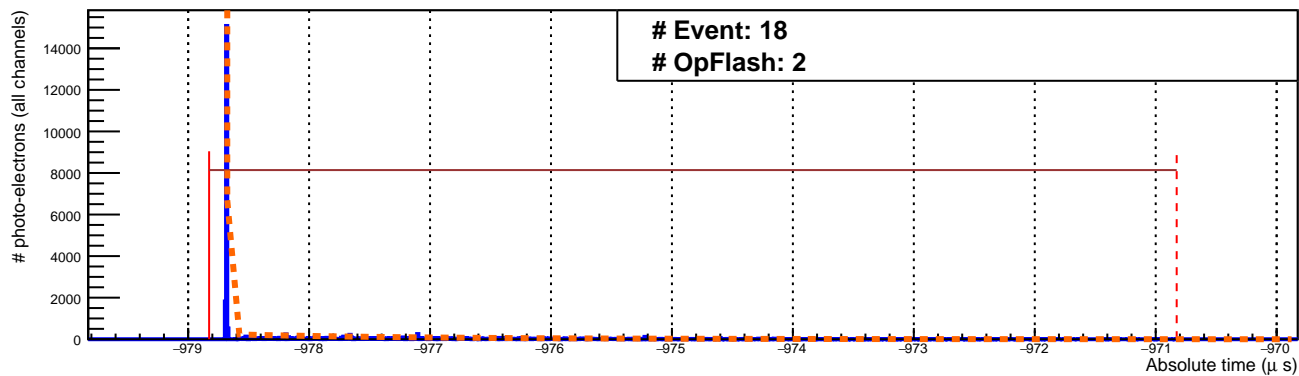 # Event: 18
# OpFlash: 2
# photo-electrons (all channels)
14000
12000
10000
8000
6000
4000
2000
0
−979 −978 −977 −976 −975 −974 −973 −972 −971 −970
Absolute time (μ s)